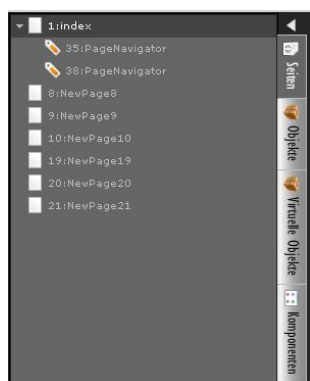 1:index
35:PageNavigator
38:PageNavigator
8:NewPage8
9:NewPage9
10:NewPage10
19:NewPage19
20:NewPage20
21:NewPage21
Seiten
Objekte
Virtuelle Objekte
Komponenten